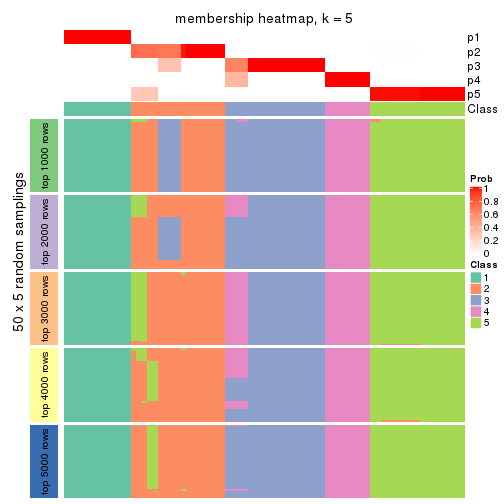 membership heatmap, k = 5
p1
p2
p3
p4
p5
Class
50 x 5 random samplings
top 1000 rows
top 2000 rows
top 3000 rows
top 4000 rows
top 5000 rows
Prob
1
0.8
0.6
0.4
0.2
0
Class
1
2
3
4
5